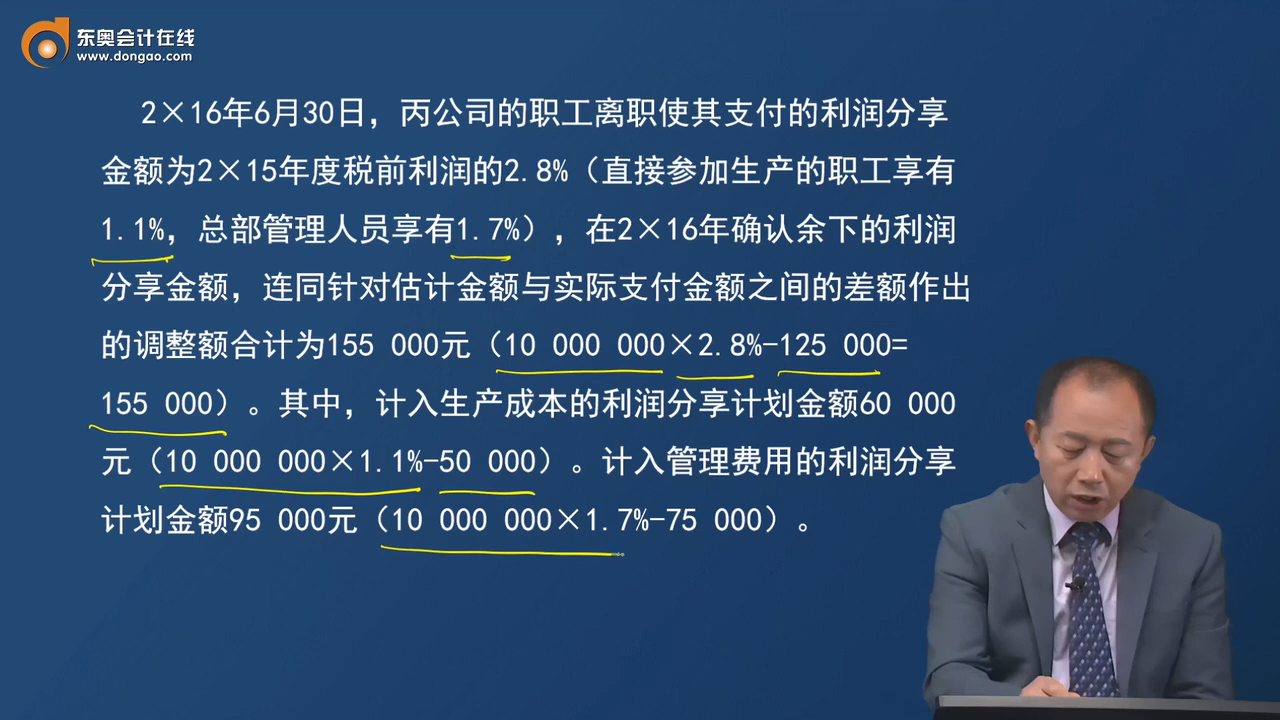 东奥会计在线
www.dongao.com
2×16年6月30日，丙公司的职工离职使其支付的利润分享
金额为2×15年度税前利润的2.8%（直接参加生产的职工享有
1.1%，总部管理人员享有1.7%），在2×16年确认余下的利润
分享金额，连同针对估计金额与实际支付金额之间的差额作出
的调整额合计为155 000元（10 000 000×2.8%-125 000=
155 000）。其中，计入生产成本的利润分享计划金额60 000
元（10 000 000×1.1%-50 000）。计入管理费用的利润分享
计划金额95 000元（10 000 000×1.7%-75 000）。